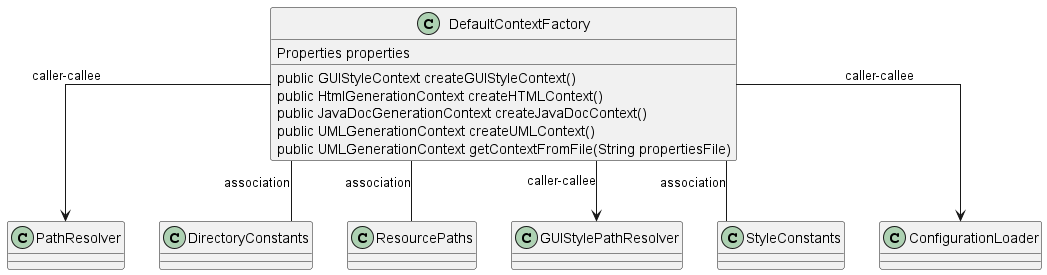 C DefaultContextFactory
Properties properties
public GUIStyleContext createGUIStyleContext()
public HtmlGenerationContext createHTMLContext()
public JavaDocGenerationContext createJavaDocContext()
public UMLGenerationContext createUMLContext()
public UMLGenerationContext getContextFromFile(String propertiesFile)
caller-callee
caller-callee
association
association
caller-callee
association
C PathResolver
C DirectoryConstants
C ResourcePaths
C GUIStylePathResolver
C StyleConstants
C ConfigurationLoader